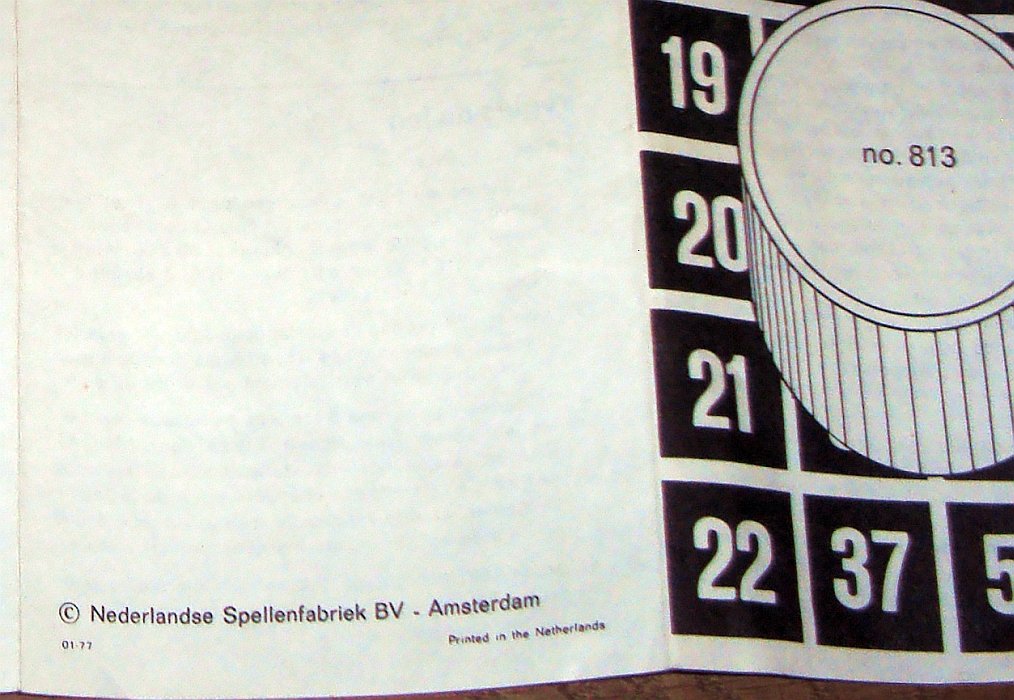 19
no. 813
20
21
22 37 5
© Nederlandse Spellenfabriek BV - Amsterdam
01-77
Printed in the Netherlands